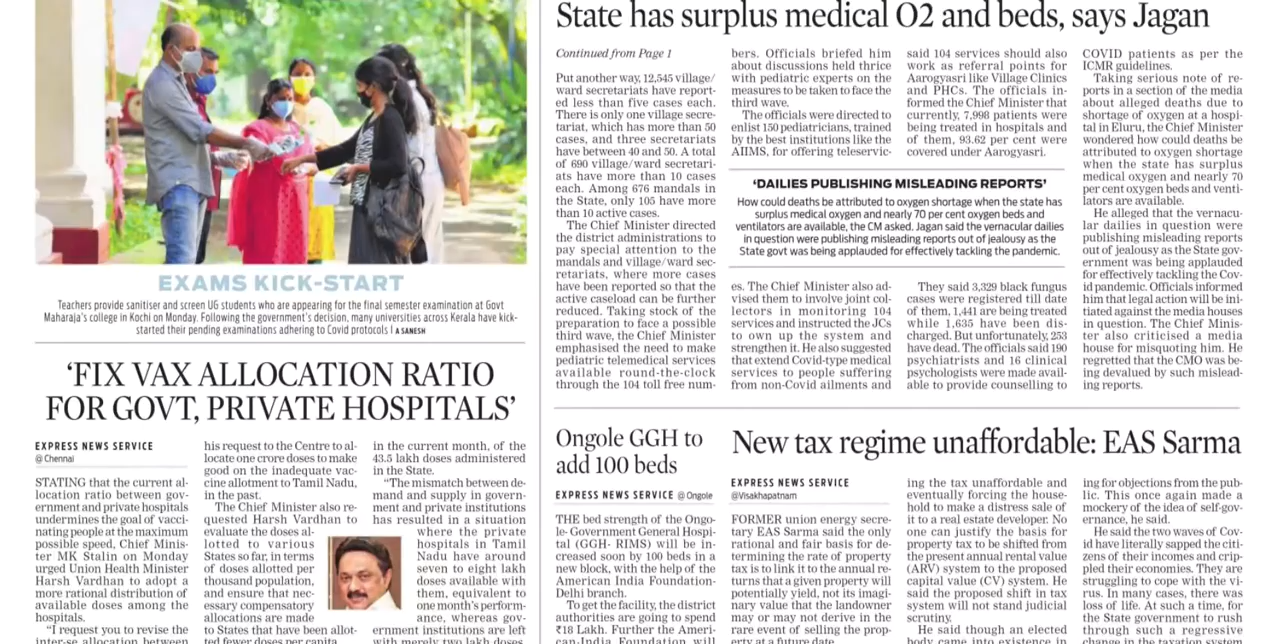 EXAMS KICK-START
Teachers provide sanitiser and screen UG students who are appearing for the final semester examination at Govt
Maharaja's college in Kochi on Monday. Following the government's decision, many universities across Kerala have kick-
started their pending examinations adhering to Covid protocols | A SANESH
'FIX VAX ALLOCATION RATIO
FOR GOVT, PRIVATE HOSPITALS'
EXPRESS NEWS SERVICE
@ Chennai
STATING that the current al-
location ratio between gov-
ernment and private hospitals
undermines the goal of vacci-
nating people at the maximum
possible speed, Chief Minis-
ter MK Stalin on Monday
urged Union Health Minister
Harsh Vardhan to adopt a
more rational distribution of
available doses among the
hospitals.
"I request you to revise the
inter-se allocation between
his request to the Centre to al-
locate one crore doses to make
good on the inadequate vac-
cine allotment to Tamil Nadu,
in the past.
The Chief Minister also re-
quested Harsh Vardhan to
evaluate the doses al-
lotted to various
States so far, in terms
of doses allotted per
thousand population,
and ensure that nec-
essary compensatory
allocations are made
to States that have been allot-
ted fewer doses per capita
in the current month, of the
43.5 lakh doses administered
in the State.
"The mismatch between de-
mand and supply in govern-
ment and private institutions
has resulted in a situation
where the private
hospitals in Tamil
Nadu have around
seven to eight lakh
doses available with
them, equivalent to
one month's perform-
ance, whereas gov-
ernment institutions are left
with merely two lakh doses
State has surplus medical O2 and beds, says Jagan
Continued from Page 1
Put another way, 12,545 village/
ward secretariats have report-
ed less than five cases each.
There is only one village secre-
tariat, which has more than 50
cases, and three secretariats
have between 40 and 50. A total
of 690 village/ward secretari-
ats have more than 10 cases
each. Among 676 mandals in
the State, only 105 have more
than 10 active cases.
The Chief Minister directed
the district administrations to
pay special attention to the
mandals and village/ward sec-
retariats, where more cases
have been reported so that the
active caseload can be further
reduced. Taking stock of the
preparation to face a possible
third wave, the Chief Minister
emphasised the need to make
pediatric telemedical services
available round-the-clock
through the 104 toll free num-
bers. Officials briefed him
about discussions held thrice
with pediatric experts on the
measures to be taken to face the
third wave.
The officials were directed to
enlist 150 pediatricians, trained
by the best institutions like the
AIIMS, for offering teleservic-
es. The Chief Minister also ad-
vised them to involve joint col-
lectors in monitoring 104
services and instructed the JCs
to own up the system and
strengthen it. He also suggested
that extend Covid-type medical
services to people suffering
from non-Covid ailments and
said 104 services should also
work as referral points for
Aarogyasri like Village Clinics
and PHCs. The officials in-
formed the Chief Minister that
currently, 7,998 patients were
being treated in hospitals and
of them, 93.62 per cent were
covered under Aarogyasri.
'DAILIES PUBLISHING MISLEADING REPORTS'
How could deaths be attributed to oxygen shortage when the state has
surplus medical oxygen and nearly 70 per cent oxygen beds and
ventilators are available, the CM asked. Jagan said the vernacular dailies
in question were publishing misleading reports out of jealousy as the
State govt was being applauded for effectively tackling the pandemic.
They said 3,329 black fungus
cases were registered till date
of them, 1,441 are being treated
while 1,635 have been dis-
charged. But unfortunately, 253
have dead. The officials said 190
psychiatrists and 16 clinical
psychologists were made avail-
able to provide counselling to
COVID patients as per the
ICMR guidelines.
Taking serious note of re-
ports in a section of the media
about alleged deaths due to
shortage of oxygen at a hospi-
tal in Eluru, the Chief Minister
wondered how could deaths be
attributed to oxygen shortage
when the state has surplus
medical oxygen and nearly 70
per cent oxygen beds and venti-
lators are available.
He alleged that the vernacu-
lar dailies in question were
publishing misleading reports
out of jealousy as the State gov-
ernment was being applauded
for effectively tackling the Cov-
id pandemic. Officials informed
him that legal action will be ini-
tiated against the media houses
in question. The Chief Minis-
ter also criticised a media
house for misquoting him. He
regretted that the CMO was be-
ing devalued by such mislead-
ing reports.
Ongole GGH to
add 100 beds
EXPRESS NEWS SERVICE @ Ongole
THE bed strength of the Ongo-
le-Government General Hospi-
tal (GGH- RIMS) will be in-
creased soon by 100 beds in a
new block, with the help of the
American India Foundation-
Delhi branch.
To get the facility, the district
authorities are going to spend
₹18 Lakh. Further the Ameri-
can-India Foundation will
New tax regime unaffordable: EAS Sarma
EXPRESS NEWS SERVICE
@Visakhapatnam
FORMER union energy secre-
tary EAS Sarma said the only
rational and fair basis for de-
termining the rate of property
tax is to link it to the annual re-
turns that a given property will
potentially yield, not its imagi-
nary value that the landowner
may or may not derive in the
rare event of selling the prop-
erty at a future date
ing the tax unaffordable and
eventually forcing the house-
hold to make a distress sale of
it to a real estate developer. No
one can justify the basis for
property tax to be shifted from
the present annual rental value
(ARV) system to the proposed
capital value (CV) system. He
said the proposed shift in tax
system will not stand judicial
scrutiny.
He said though an elected
body came into existence in
ing for objections from the pub-
lic. This once again made a
mockery of the idea of self-gov-
ernance, he said.
He said the two waves of Cov-
id have literally sapped the citi-
zens of their incomes and crip-
pled their economies. They are
struggling to cope with the vi-
rus. In many cases, there was
loss of life. At such a time, for
the State government to rush
through such a regressive
change in the taxation system